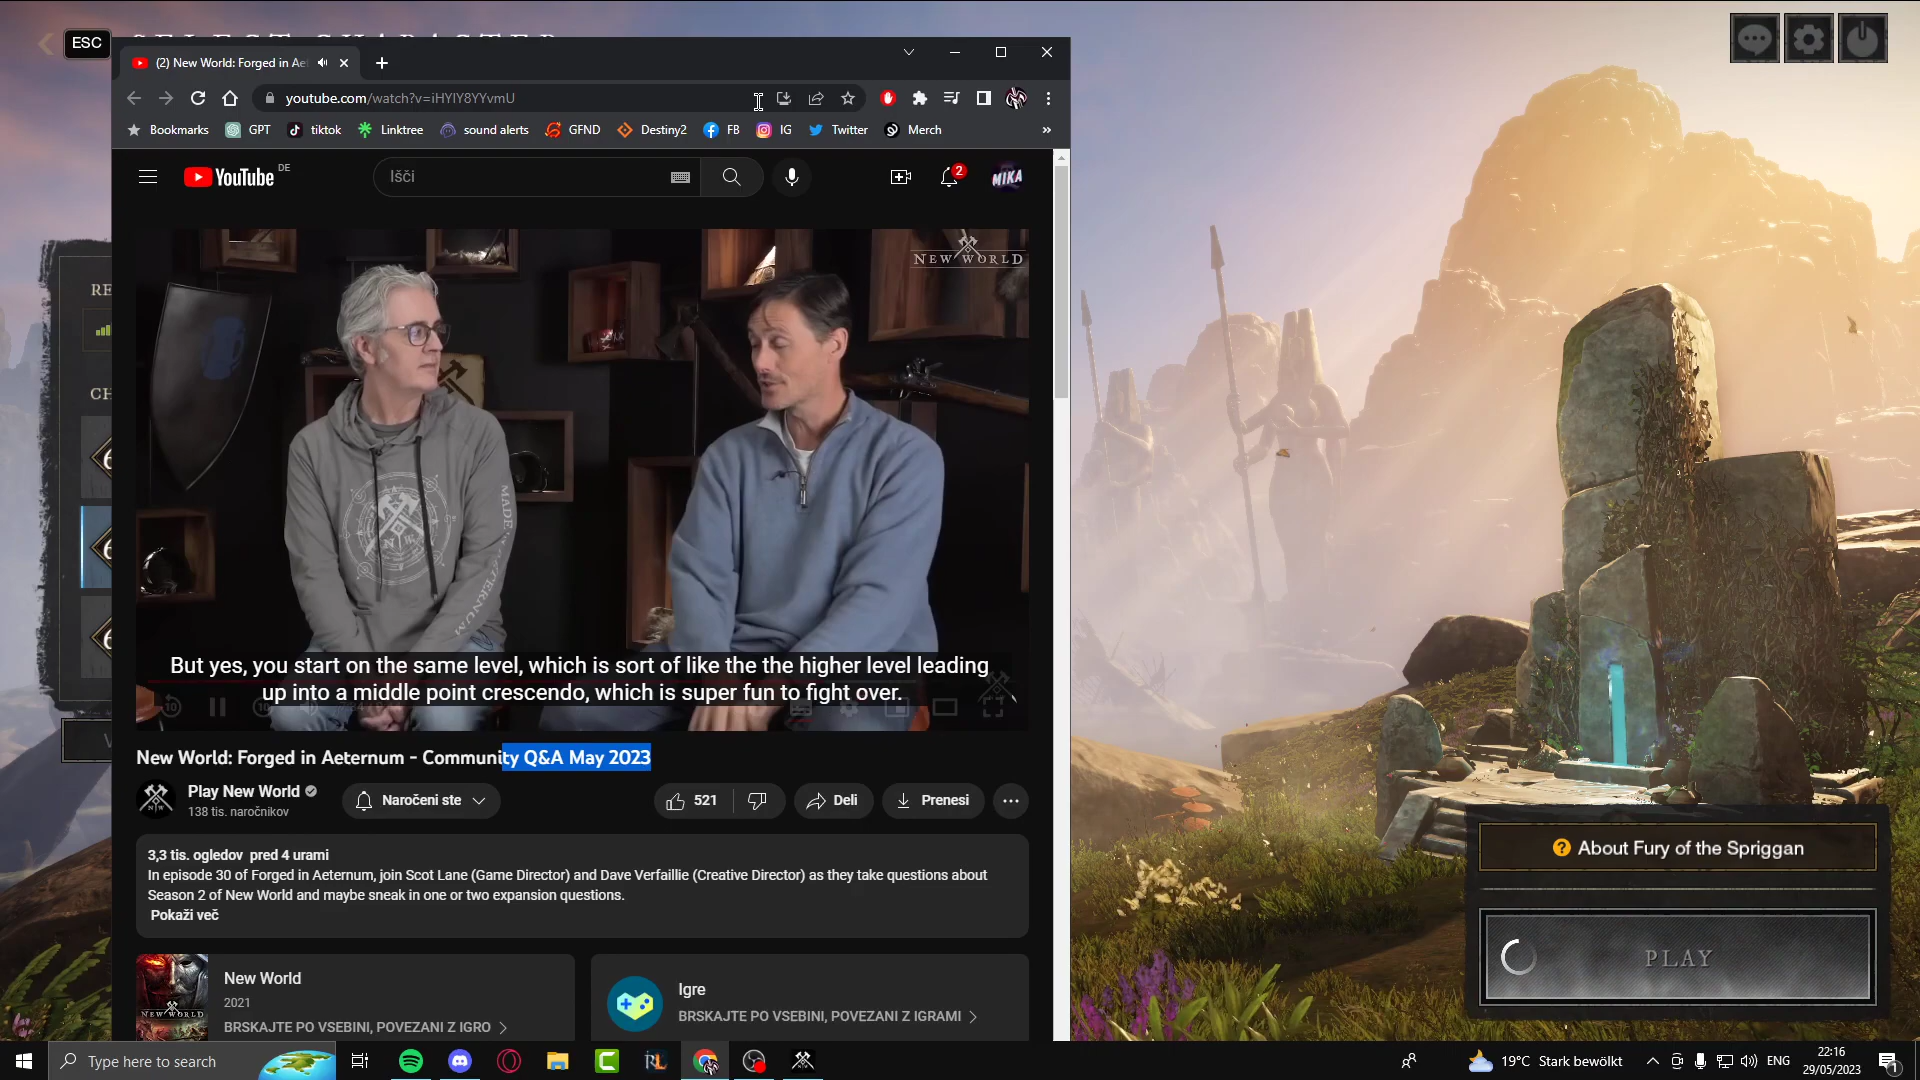 ESC
(2) New World: Forged in Ae
youtube.com/watch?v=iHYIY8YYvmU
Bookmarks
GPT
tiktok
Linktree
sound alerts
GFND
Destiny2
FB
IG
Twitter
Merch
»
YouTube DE
Išči
2
MIKA
NEW WORLD
RE
CH
MADE
AETERNUM
But yes, you start on the same level, which is sort of like the the higher level leading
up into a middle point crescendo, which is super fun to fight over.
New World: Forged in Aeternum - Community Q&A May 2023
Play New World
138 tis. naročnikov
Naročeni ste
521
Deli
Prenesi
3,3 tis. ogledov pred 4 urami
In episode 30 of Forged in Aeternum, join Scot Lane (Game Director) and Dave Verfaillie (Creative Director) as they take questions about
Season 2 of New World and maybe sneak in one or two expansion questions.
Pokaži več
New World
2021
BRSKAJTE PO VSEBINI, POVEZANI Z IGRO
NEW WORLD
Igre
BRSKAJTE PO VSEBINI, POVEZANI Z IGRAMI
About Fury of the Spriggan
PLAY
Type here to search
19°C Stark bewölkt
ENG
22:16
29/05/2023
1